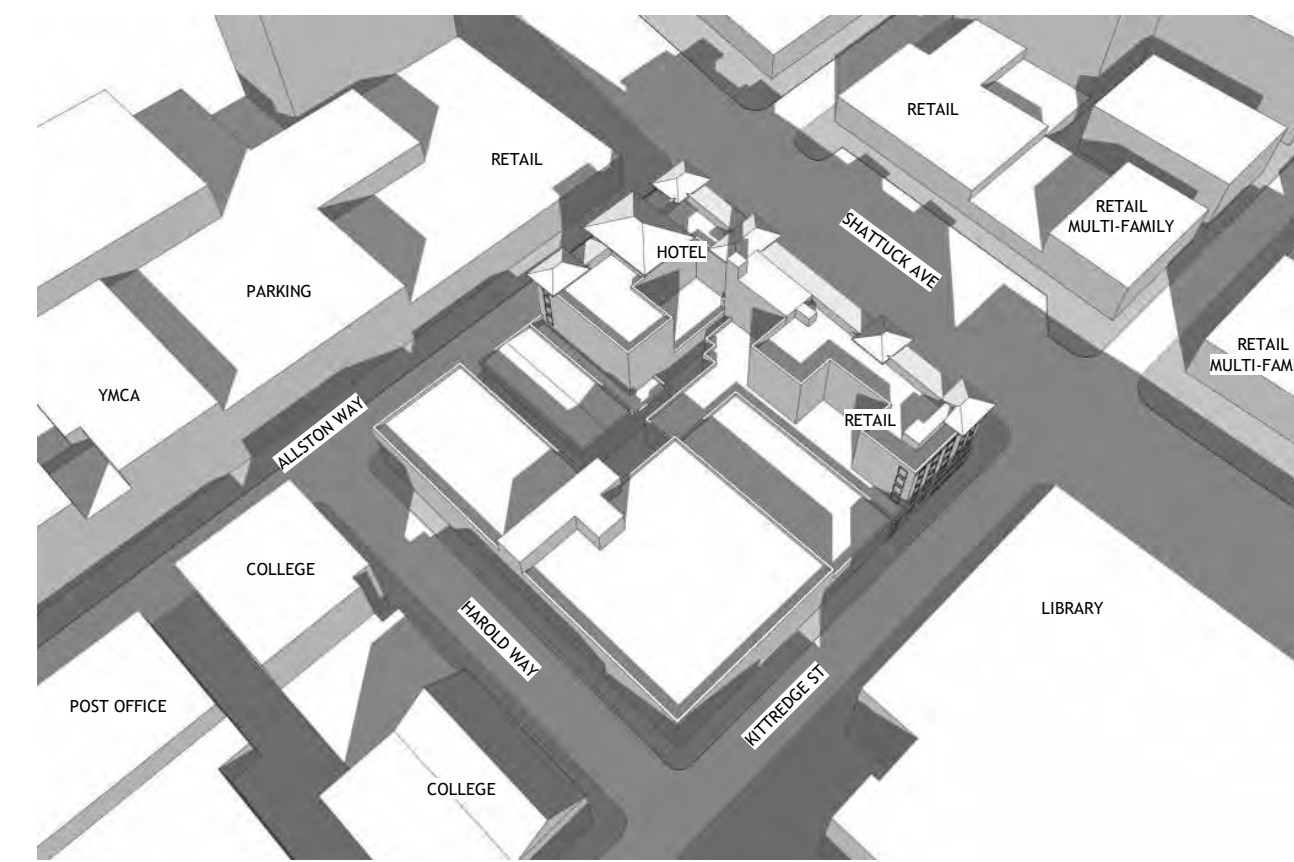 RETAIL
RETAIL
RETAIL
MULTI-FAMILY
SHATTUCK AVE
HOTEL
PARKING
RETAIL
MULTI-FAM
YMCA
RETAIL
ALLSTON WAY
COLLEGE
LIBRARY
HAROLD WAY
POST OFFICE
KITTREDGE ST
COLLEGE